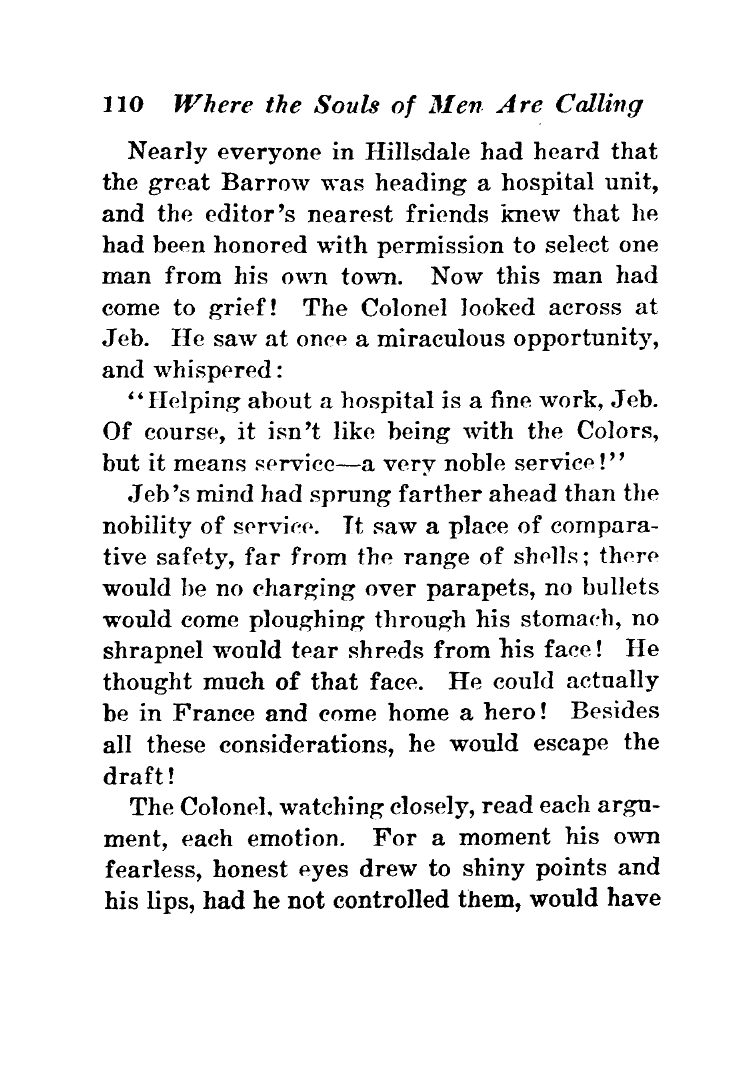 110 Where the Souls of Men Are Calling
Nearly everyone in Hillsdale had heard that
the great Barrow was heading a hospital unit,
and the editor's nearest friends knew that he
had been honored with permission to select one
man from his own town. Now this man had
come to grief! The Colonel looked across at
Jeb. He saw at once a miraculous opportunity,
and whispered:
"Helping about a hospital is a fine work, Jeb.
Of course, it isn't like being with the Colors,
but it means service—a very noble service!"
Jeb's mind had sprung farther ahead than the
nobility of service. It saw a place of compara-
tive safety, far from the range of shells; there
would be no charging over parapets, no bullets
would come ploughing through his stomach, no
shrapnel would tear shreds from his face! He
thought much of that face. He could actually
be in France and come home a hero! Besides
all these considerations, he would escape the
draft!
The Colonel, watching closely, read each argu-
ment, each emotion. For a moment his own
fearless, honest eyes drew to shiny points and
his lips, had he not controlled them, would have